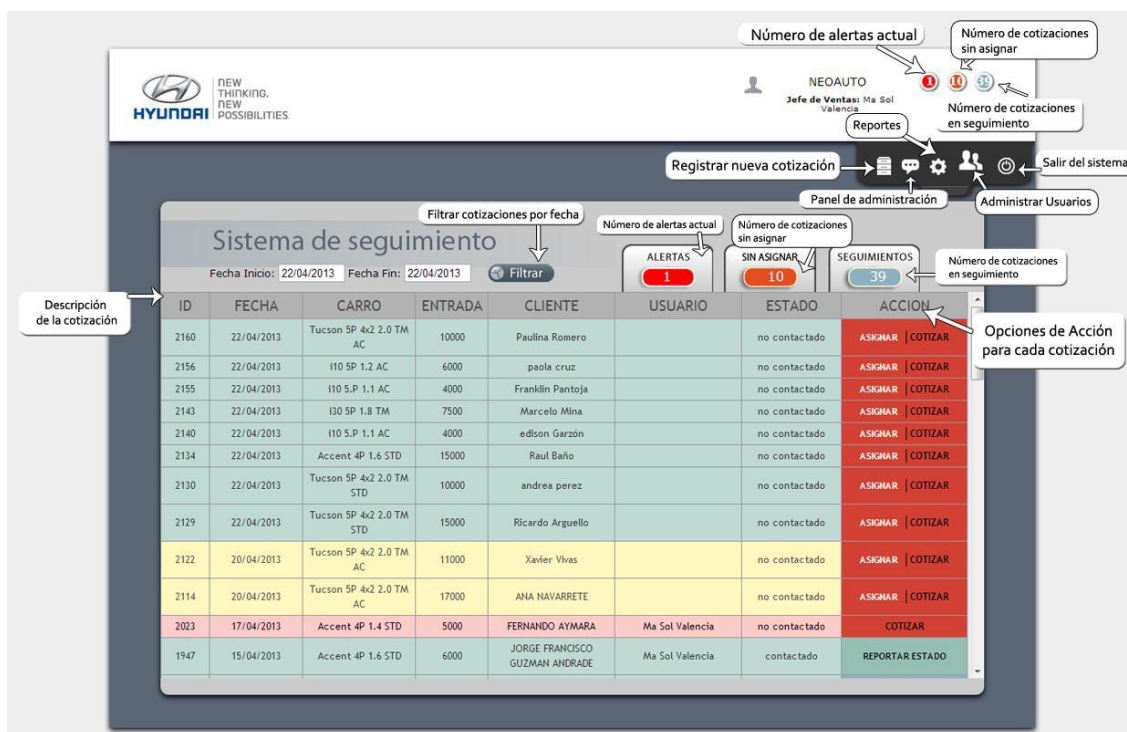 Número de alertas actual
Número de cotizaciones
sin asignar
NEW
THINKING.
NEW
POSSIBILITIES.
HYUNDAI
NEOAUTO
Jefe de Ventas: Ma Sol
Valencia
1
10
39
Número de cotizaciones
en seguimiento
Reportes
Registrar nueva cotización
Salir del sistema
Panel de administración
Administrar Usuarios
Filtrar cotizaciones por fecha
Número de alertas actual
Número de cotizaciones
sin asignar
Sistema de seguimiento
ALERTAS
SIN ASIGNAR
SEGUIMIENTOS
1
10
39
Número de cotizaciones
en seguimiento
Fecha Inicio: 22/04/2013 Fecha Fin: 22/04/2013 Filtrar
Descripción
de la cotización
ID FECHA CARRO ENTRADA CLIENTE USUARIO ESTADO ACCION
Opciones de Acción
para cada cotización
2160 22/04/2013 Tucson 5P 4x2 2.0 TM AC 10000 Paulina Romero no contactado ASIGNAR | COTIZAR
2156 22/04/2013 i10 5P 1.2 AC 6000 paola cruz no contactado ASIGNAR | COTIZAR
2155 22/04/2013 i10 5.P 1.1 AC 4000 Franklin Pantoja no contactado ASIGNAR | COTIZAR
2143 22/04/2013 i30 5P 1.8 TM 7500 Marcelo Mina no contactado ASIGNAR | COTIZAR
2140 22/04/2013 i10 5.P 1.1 AC 4000 edison Garzón no contactado ASIGNAR | COTIZAR
2134 22/04/2013 Accent 4P 1.6 STD 15000 Raul Baño no contactado ASIGNAR | COTIZAR
2130 22/04/2013 Tucson 5P 4x2 2.0 TM STD 10000 andrea perez no contactado ASIGNAR | COTIZAR
2129 22/04/2013 Tucson 5P 4x2 2.0 TM STD 15000 Ricardo Arguello no contactado ASIGNAR | COTIZAR
2122 20/04/2013 Tucson 5P 4x2 2.0 TM AC 11000 Xavier Vivas no contactado ASIGNAR | COTIZAR
2114 20/04/2013 Tucson 5P 4x2 2.0 TM AC 17000 ANA NAVARRETE no contactado ASIGNAR | COTIZAR
2023 17/04/2013 Accent 4P 1.4 STD 5000 FERNANDO AYMARA Ma Sol Valencia no contactado COTIZAR
1947 15/04/2013 Accent 4P 1.6 STD 6000 JORGE FRANCISCO GUZMAN ANDRADE Ma Sol Valencia contactado REPORTAR ESTADO